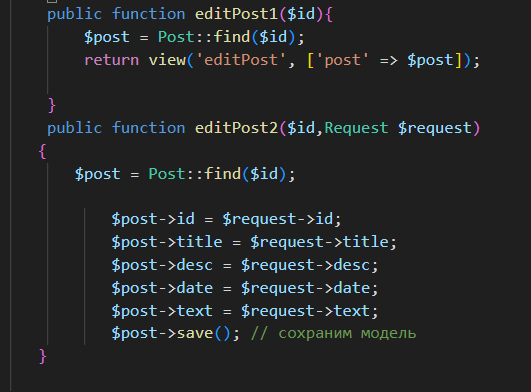 public function editPost1($id){
$post = Post::find($id);
return view('editPost', ['post' => $post]);
}
public function editPost2($id,Request $request)
{
$post = Post::find($id);
$post->id = $request->id;
$post->title = $request->title;
$post->desc = $request->desc;
$post->date = $request->date;
$post->text = $request->text;
$post->save(); // сохраним модель
}